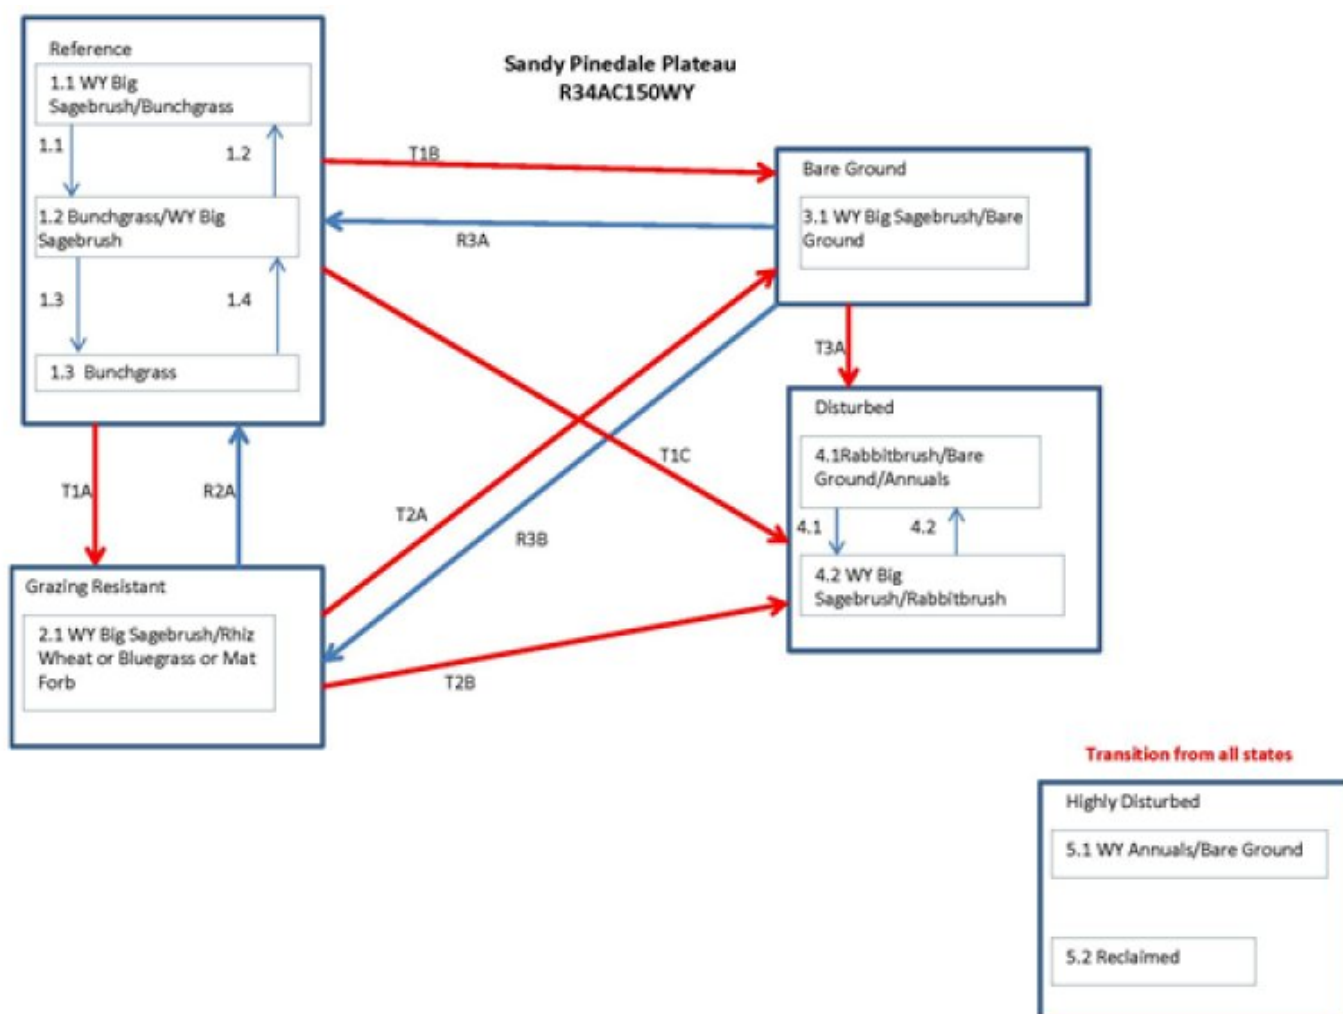 Sandy Pinedale Plateau
R34AC150WY
Reference
1.1 WY Big
Sagebrush/Bunchgrass
1.1
1.2
1.2 Bunchgrass/WY Big
Sagebrush
1.3
1.4
1.3 Bunchgrass
T1B
R3A
Bare Ground
3.1 WY Big Sagebrush/Bare
Ground
T3A
T1A
R2A
T2A
R3B
T1C
T2B
Disturbed
4.1Rabbitbrush/Bare
Ground/Annuals
4.1
4.2
4.2 WY Big
Sagebrush/Rabbitbrush
Grazing Resistant
2.1 WY Big Sagebrush/Rhiz
Wheat or Bluegrass or Mat
Forb
Transition from all states
Highly Disturbed
5.1 WY Annuals/Bare Ground
5.2 Reclaimed